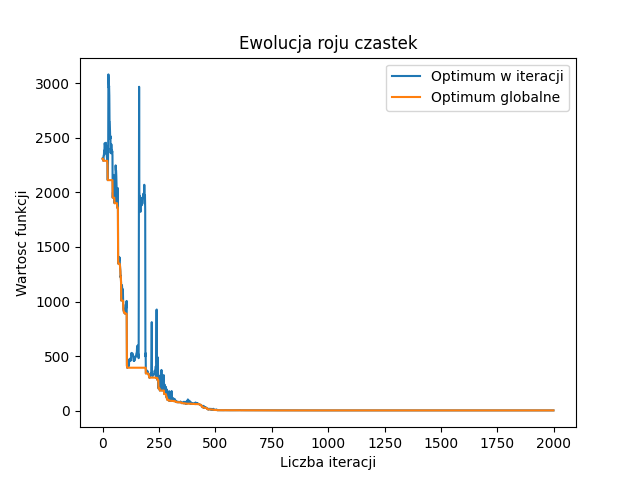 Ewolucja roju czastek
Optimum w iteracji
Optimum globalne
Wartosc funkcji
3000
2500
2000
1500
1000
500
0
0 250 500 750 1000 1250 1500 1750 2000
Liczba iteracji